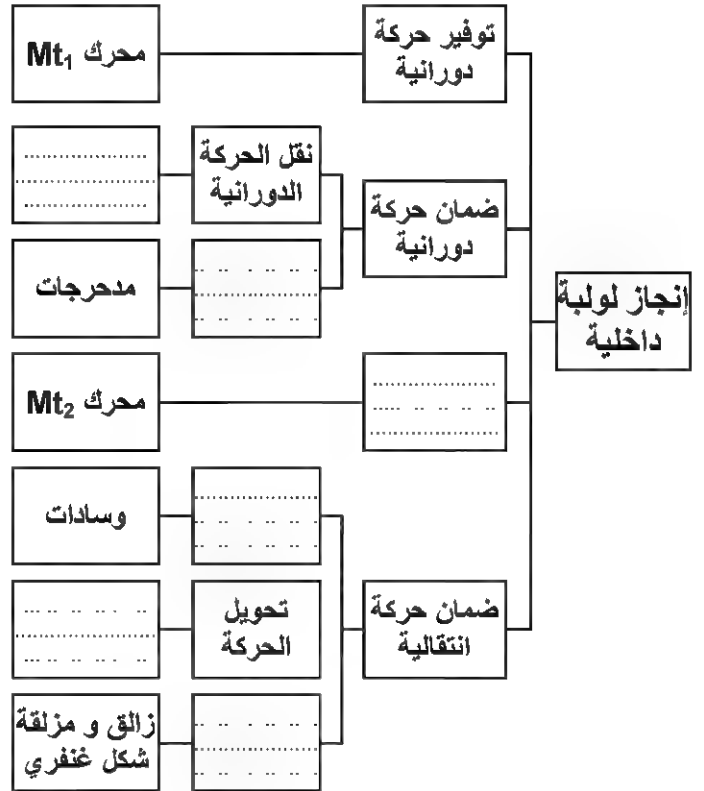 توفير حركة
دورانية
محرك Mt₁
نقل الحركة
الدورانية
ضمان حركة
دورانية
مدحرجات
إنجاز لولبة
داخلية
محرك Mt₂
وسادات
ضمان حركة
انتقالية
تحويل
الحركة
زالق و مزلقة
شكل غنفري